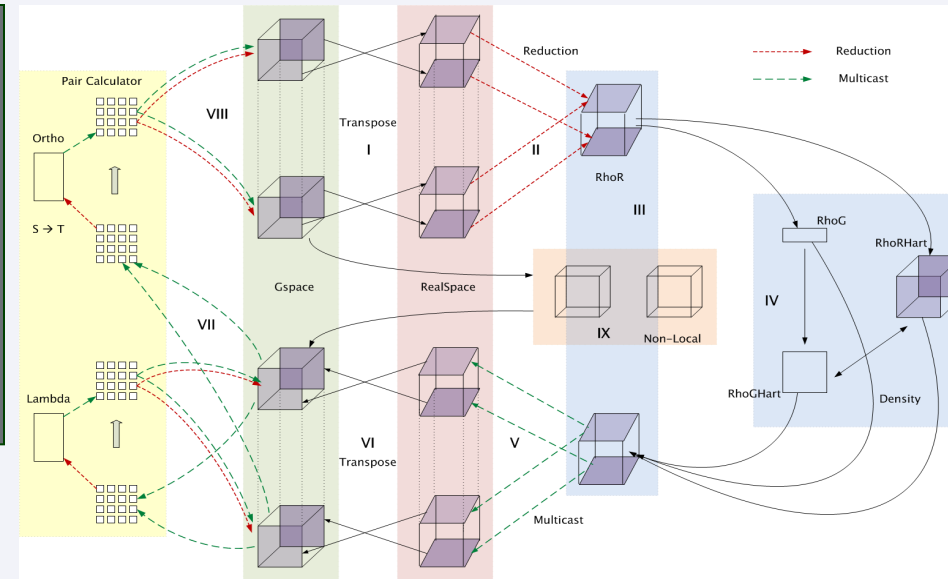 Pair Calculator
Ortho
S → T
VIII
Transpose
I
Reduction
II
RhoR
III
Reduction
Multicast
RhoG
RhoRHart
IV
Gspace
RealSpace
IX
Non-Local
VII
Lambda
RhoGHart
Density
VI
Transpose
V
Multicast